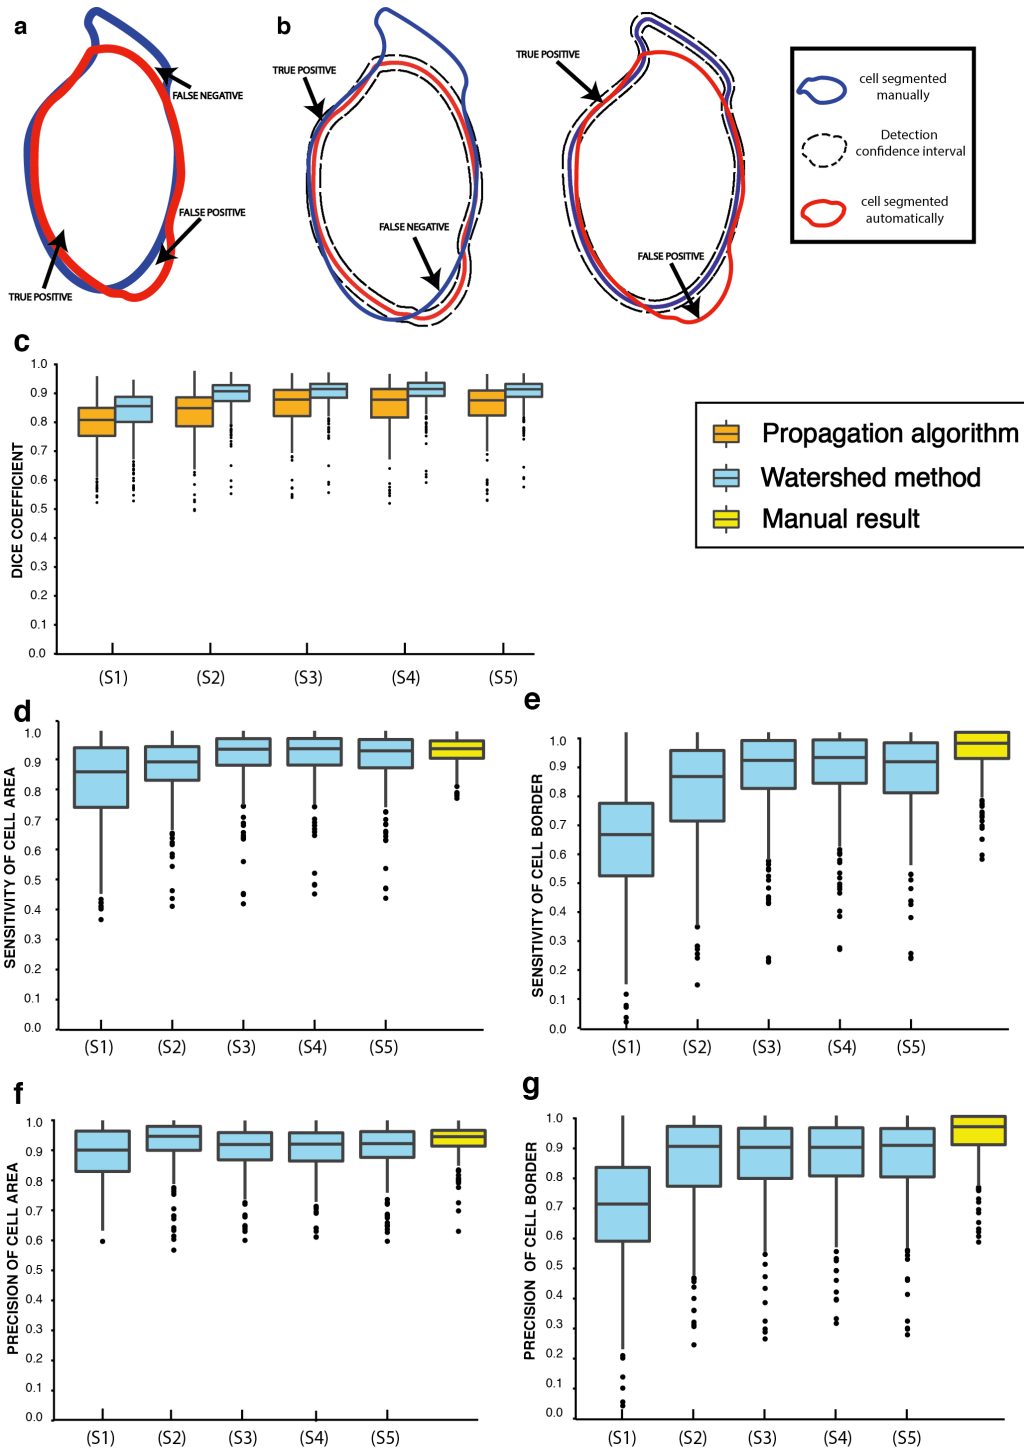 a
FALSE NEGATIVE
FALSE POSITIVE
TRUE POSITIVE
b
TRUE POSITIVE
FALSE NEGATIVE
TRUE POSITIVE
FALSE POSITIVE
cell segmented
manually
Detection
confidence interval
cell segmented
automatically
c
DICE COEFFICIENT
1.0
0.9
0.8
0.7
0.6
0.5
0.4
0.3
0.2
0.1
0.0
(S1) (S2) (S3) (S4) (S5)
Propagation algorithm
Watershed method
Manual result
d
SENSITIVITY OF CELL AREA
1.0
0.9
0.8
0.7
0.6
0.5
0.4
0.3
0.2
0.1
0.0
(S1) (S2) (S3) (S4) (S5)
e
SENSITIVITY OF CELL BORDER
1.0
0.9
0.8
0.7
0.6
0.5
0.4
0.3
0.2
0.1
0.0
(S1) (S2) (S3) (S4) (S5)
f
PRECISION OF CELL AREA
1.0
0.9
0.8
0.7
0.6
0.5
0.4
0.3
0.2
0.1
0.0
(S1) (S2) (S3) (S4) (S5)
g
PRECISION OF CELL BORDER
1.0
0.9
0.8
0.7
0.6
0.5
0.4
0.3
0.2
0.1
0.0
(S1) (S2) (S3) (S4) (S5)